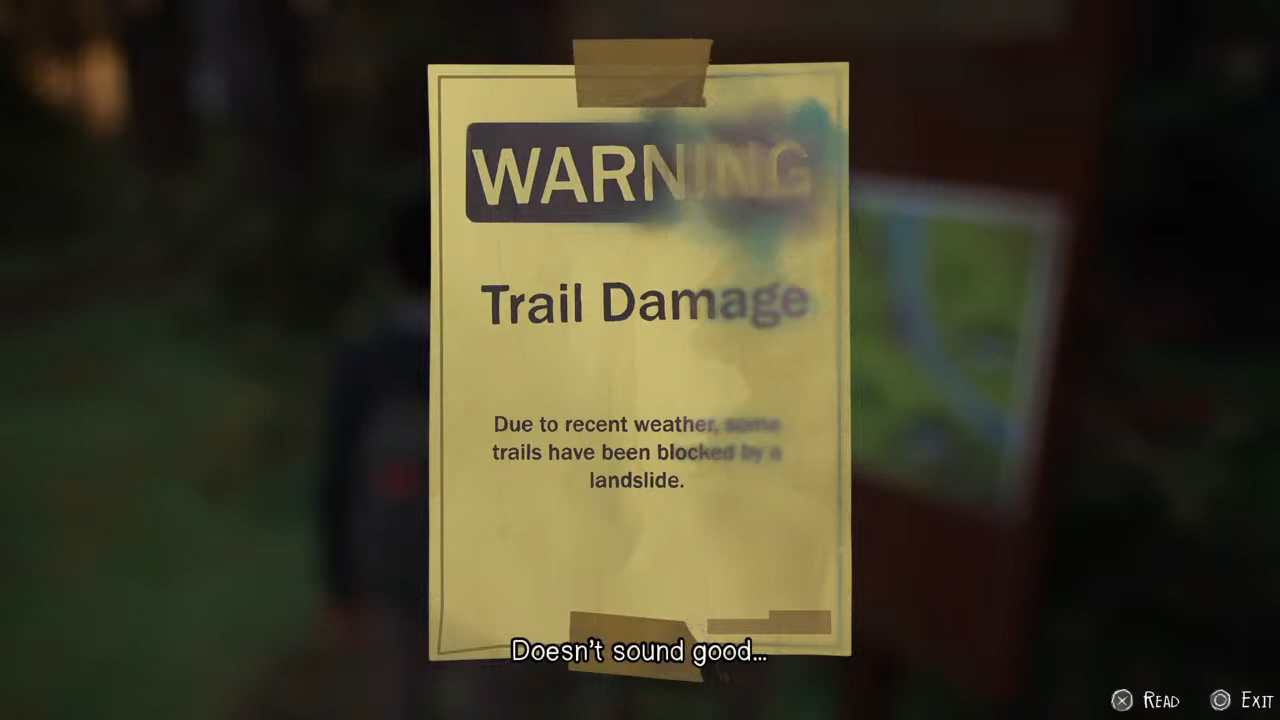 WARNING
Trail Damage
Due to recent weather, some
trails have been blocked by a
landslide.
Doesn't sound good...
READ EXIT